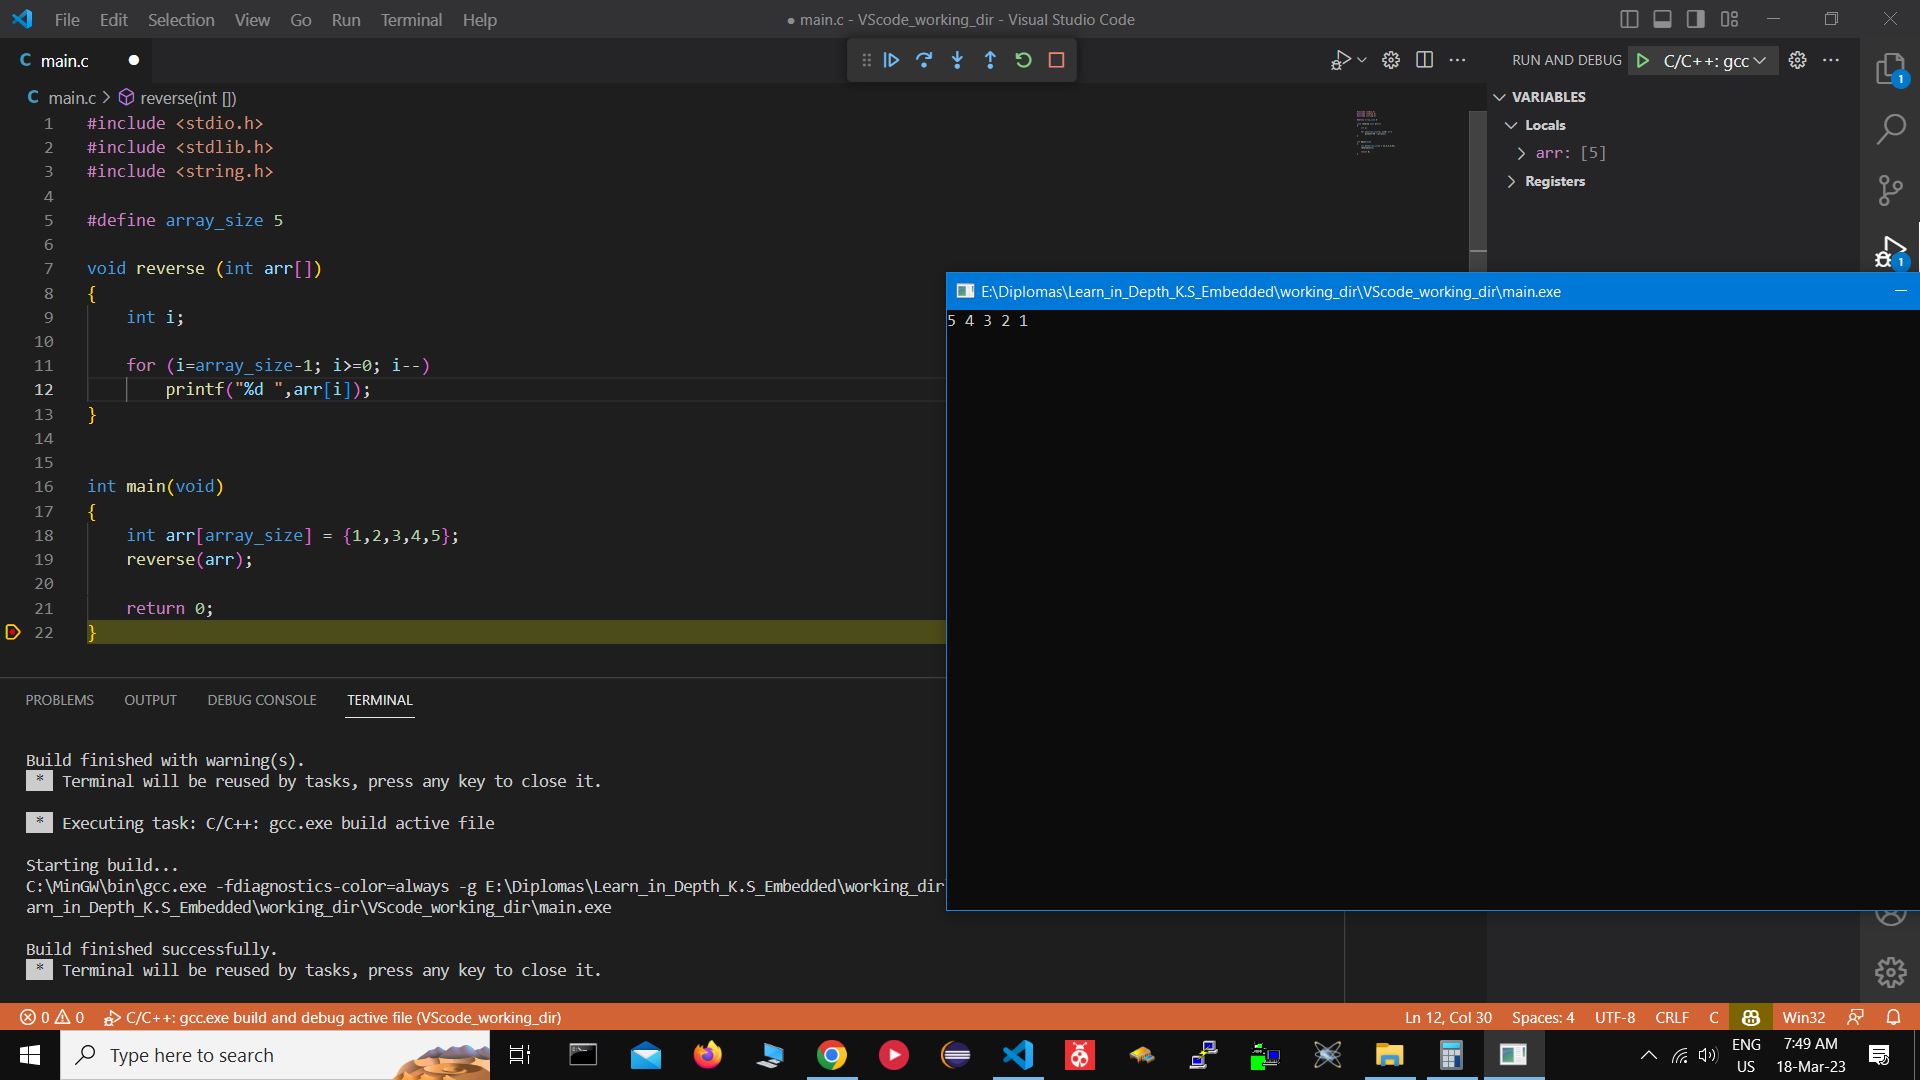 File Edit Selection View Go Run Terminal Help
● main.c - VScode_working_dir - Visual Studio Code
C main.c
RUN AND DEBUG C/C++: gcc
C main.c > reverse(int [])
1 #include <stdio.h>
2 #include <stdlib.h>
3 #include <string.h>
4
5 #define array_size 5
6
7 void reverse (int arr[])
8 {
9 int i;
10
11 for (i=array_size-1; i>=0; i--)
12 printf("%d ",arr[i]);
13 }
14
15
16 int main(void)
17 {
18 int arr[array_size] = {1,2,3,4,5};
19 reverse(arr);
20
21 return 0;
22 }
VARIABLES
Locals
arr: [5]
Registers
1
1
E:\Diplomas\Learn_in_Depth_K.S_Embedded\working_dir\VScode_working_dir\main.exe
5 4 3 2 1
PROBLEMS OUTPUT DEBUG CONSOLE TERMINAL
Build finished with warning(s).
* Terminal will be reused by tasks, press any key to close it.
* Executing task: C/C++: gcc.exe build active file
Starting build...
C:\MinGW\bin\gcc.exe -fdiagnostics-color=always -g E:\Diplomas\Learn_in_Depth_K.S_Embedded\working_dir
arn_in_Depth_K.S_Embedded\working_dir\VScode_working_dir\main.exe
Build finished successfully.
* Terminal will be reused by tasks, press any key to close it.
0 0 C/C++: gcc.exe build and debug active file (VScode_working_dir)
Ln 12, Col 30 Spaces: 4 UTF-8 CRLF C Win32
Type here to search
ENG
US
7:49 AM
18-Mar-23